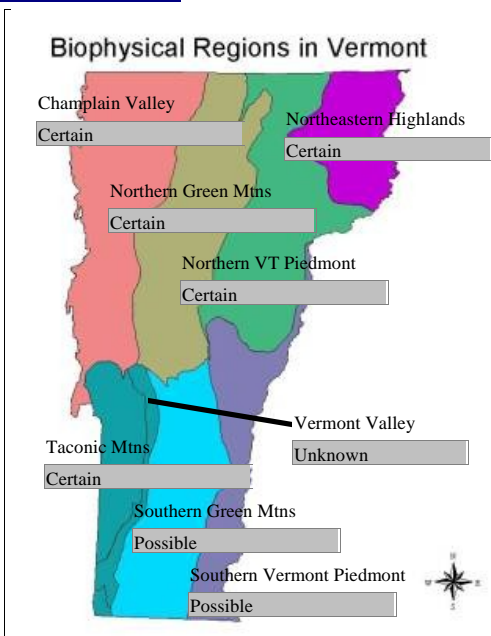 Biophysical Regions in Vermont
Champlain Valley
Certain
Northeastern Highlands
Certain
Northern Green Mtns
Certain
Northern VT Piedmont
Certain
Vermont Valley
Unknown
Taconic Mtns
Certain
Southern Green Mtns
Possible
Southern Vermont Piedmont
Possible
N
W E
S